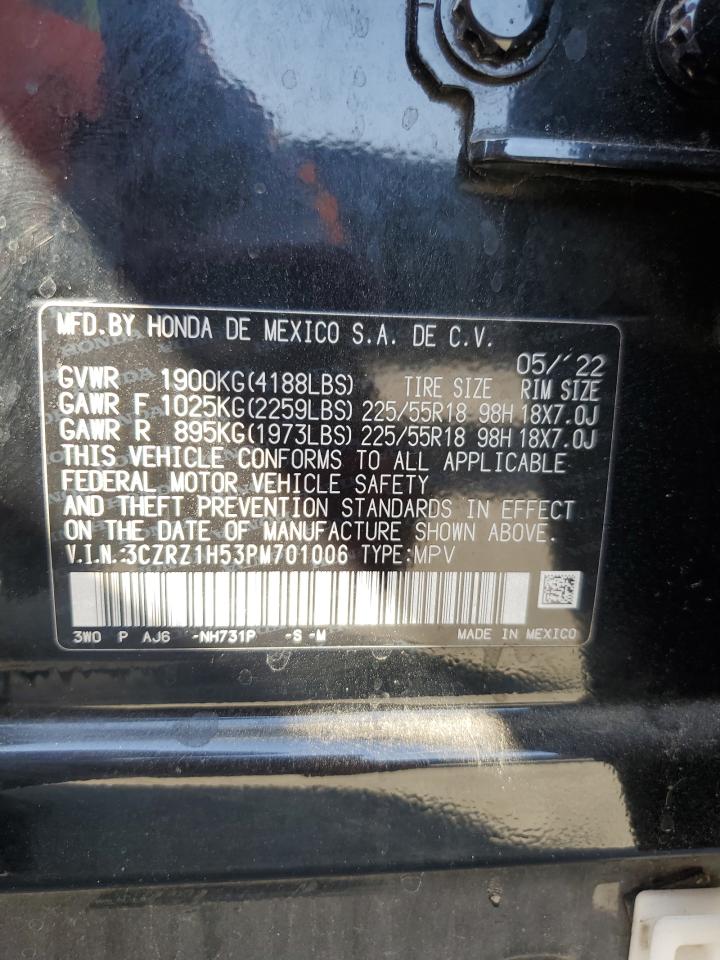 MFD.BY HONDA DE MEXICO S.A. DE C.V.
05/'22
GVWR 1900KG(4188LBS) TIRE SIZE RIM SIZE
GAWR F 1025KG(2259LBS) 225/55R18 98H 18X7.0J
GAWR R 895KG(1973LBS) 225/55R18 98H 18X7.0J
THIS VEHICLE CONFORMS TO ALL APPLICABLE
FEDERAL MOTOR VEHICLE SAFETY
AND THEFT PREVENTION STANDARDS IN EFFECT
ON THE DATE OF MANUFACTURE SHOWN ABOVE.
V.I.N.:3CZRZ1H53PM701006 TYPE:MPV
3W0 P AJ6 -NH731P -S -M MADE IN MEXICO